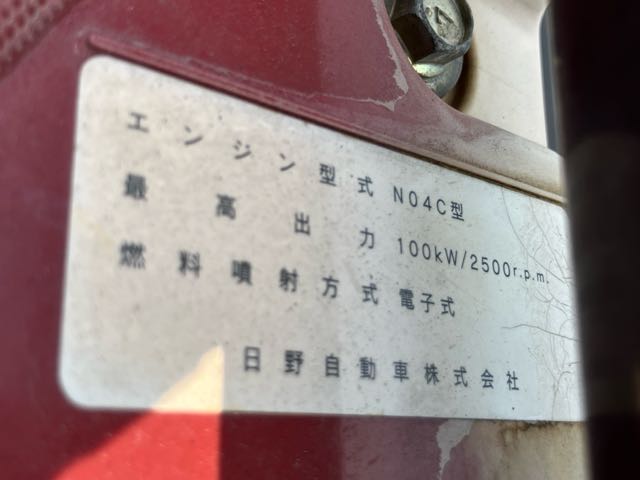 エンジン型式 N04C型
最高出力 100kW/2500r.p.m.
燃料噴射方式 電子式
日野自動車株式会社